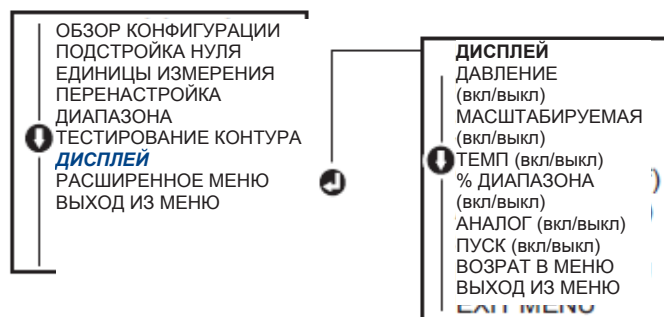 ОБЗОР КОНФИГУРАЦИИ
ПОДСТРОЙКА НУЛЯ
ЕДИНИЦЫ ИЗМЕРЕНИЯ
ПЕРЕНАСТРОЙКА
ДИАПАЗОНА
ТЕСТИРОВАНИЕ КОНТУРА
ДИСПЛЕЙ
РАСШИРЕННОЕ МЕНЮ
ВЫХОД ИЗ МЕНЮ
ДИСПЛЕЙ
ДАВЛЕНИЕ
(вкл/выкл)
МАСШТАБИРУЕМАЯ
(вкл/выкл)
ТЕМП (вкл/выкл)
% ДИАПАЗОНА
(вкл/выкл)
АНАЛОГ (вкл/выкл)
ПУСК (вкл/выкл)
ВОЗРАТ В МЕНЮ
ВЫХОД ИЗ МЕНЮ
EXIT MENU